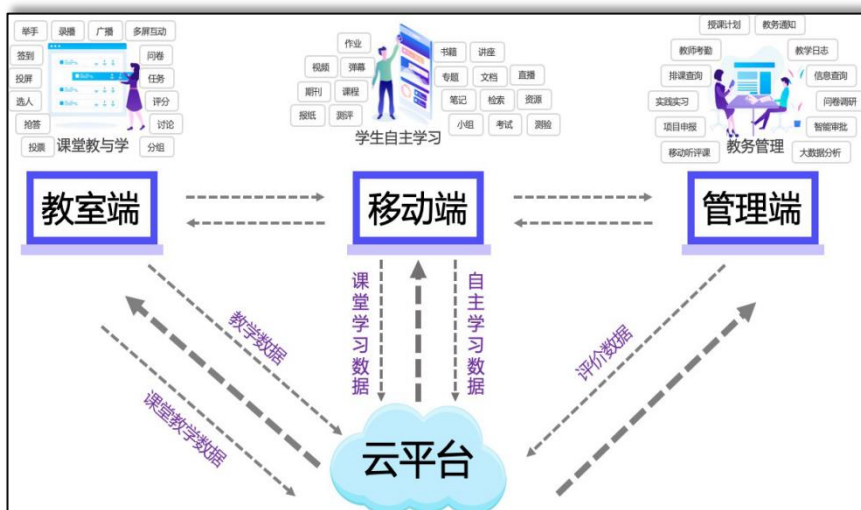 举手 录播 广播 多屏互动
签到 问卷
投屏 任务
选人 评分
抢答 讨论
投票 课堂教与学 分组
作业
视频 弹幕
期刊 课程
报纸 测评
书籍 讲座
专题 文档 直播
笔记 检索 资源
小组 考试 测验
学生自主学习
授课计划 教务通知
教师考勤 教学日志
排课查询 信息查询
实践实习 问卷调研
项目申报 智能审批
移动听评课 教务管理 大数据分析
教室端 移动端 管理端
教学数据
课堂教学数据
课堂学习数据
自主学习数据
评价数据
云平台